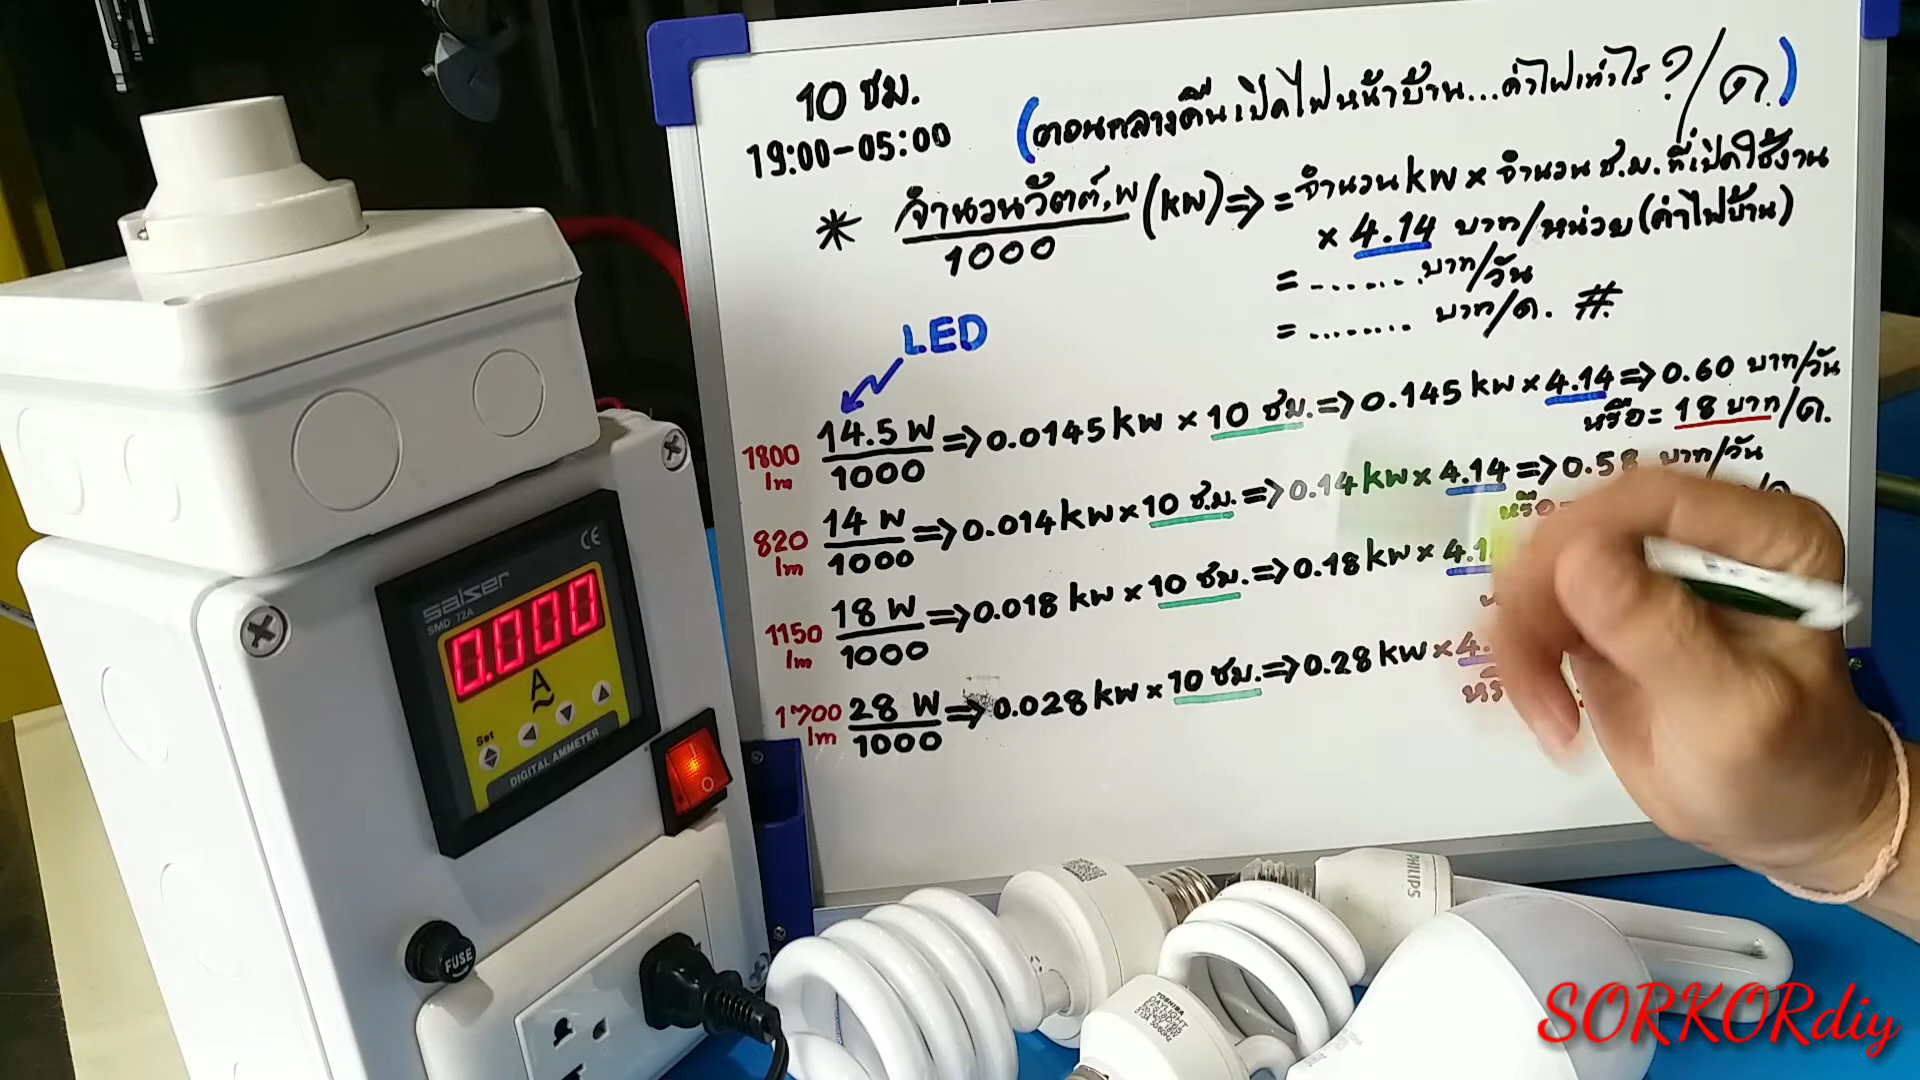 10 ชม.
19:00-05:00
(ตอนกลางคืนเปิดไฟหน้าบ้าน...ค่าไฟเท่าไร ?/ด.)
* จำนวนวัตต์,W (kW) => = จำนวน kW x จำนวน ช.ม. ที่เปิดใช้งาน
1000
x 4.14 บาท/หน่วย (ค่าไฟบ้าน)
= ........ บาท/วัน
= ........ บาท/ด. #
LED
1800 lm 14.5 W => 0.0145 kW x 10 ชม. => 0.145 kW x 4.14 => 0.60 บาท/วัน
1000
หรือ = 18 บาท/ด.
820 lm 14 W => 0.014 kW x 10 ช.ม. => 0.14 kW x 4.14 => 0.58 บาท/วัน
1000
หรือ =
1150 lm 18 W => 0.018 kW x 10 ชม. => 0.18 kW x
1000
1700 lm 28 W => 0.028 kW x 10 ชม. => 0.28 kW x
1000
CE
salser
SMD 72A
0.000
A
Set
DIGITAL AMMETER
FUSE
PHILIPS
TOSHIBA
DAYLIGHT
SORKORdiy